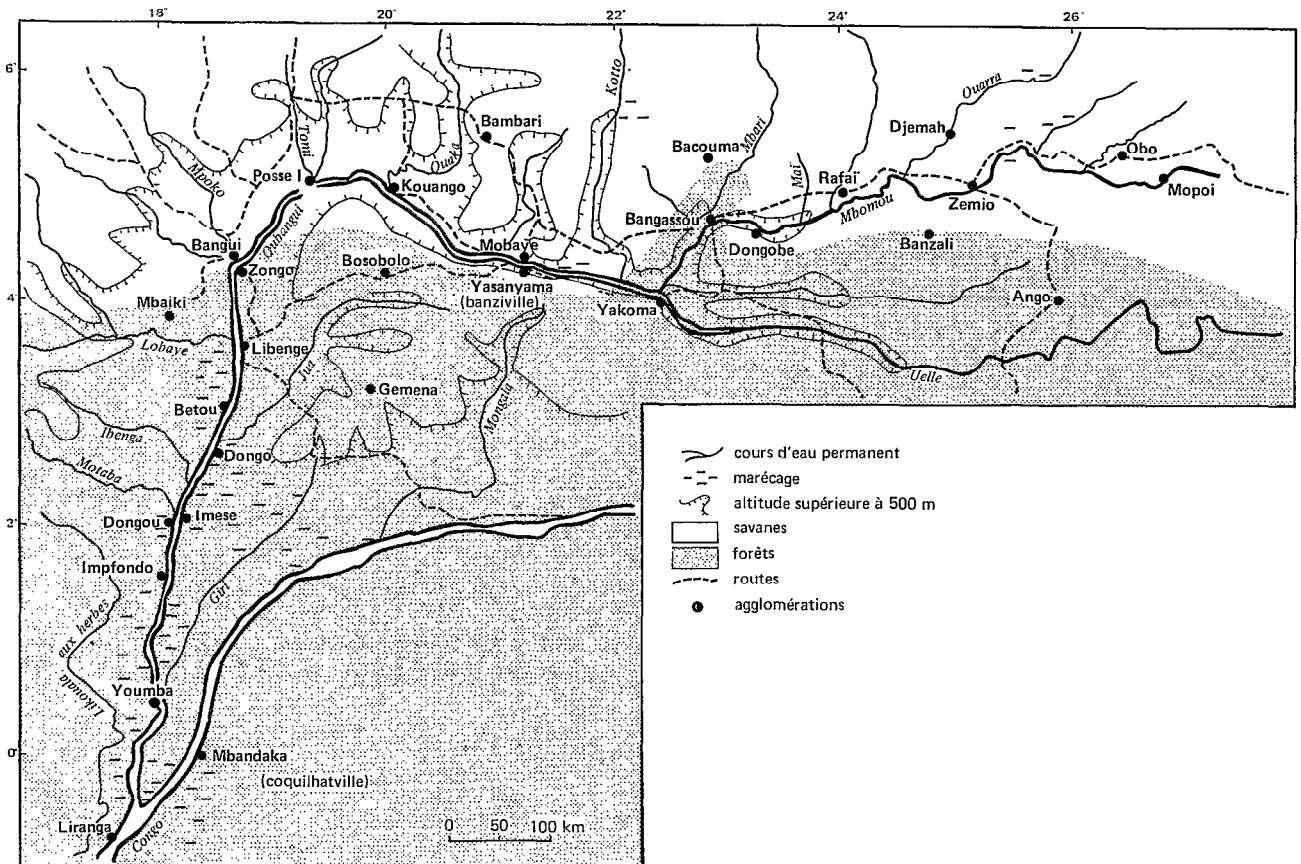 18°
20°
22°
24°
26°
6°
4°
2°
0°
Kotto
Ouarra
Djemah
Bambari
Tomi
Ouaka
Bacouma
Mbari
Obo
Mpoko
Posse I
Kouango
Mai
Rafaï
Mbomou
Zemio
Mopoi
Bangassou
Dongobe
Banzali
Oubangui
Bangui
Zongo
Bosobolo
Mobaye
Yasanyama
(banziville)
Yakoma
Ango
Mbaiki
Lobaye
Libenge
Jua
Gemena
Mongala
Uelle
Betou
Ibenga
Dongo
Motaba
Dongou
Imese
Impfondo
Giri
Likouala
aux herbes
Youmba
Mbandaka
(coquilhatville)
Liranga
Congo
0 50 100 km
cours d'eau permanent
marécage
altitude supérieure à 500 m
savanes
forêts
routes
agglomérations